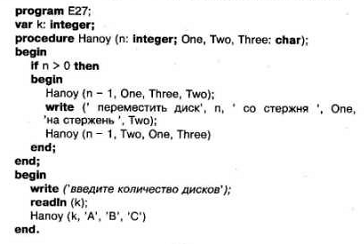 program E27;
var k: integer;
procedure Hanoy (n: integer; One, Two, Three: char);
begin
if n > 0 then
begin
Hanoy (n − 1, One, Three, Two);
write (' переместить диск', n, ' со стержня ', One,
'на стержень ', Two);
Hanoy (n − 1, Two, One, Three)
end;
end;
begin
write ('введите количество дисков');
readln (k);
Hanoy (k, 'A', 'B', 'C')
end.